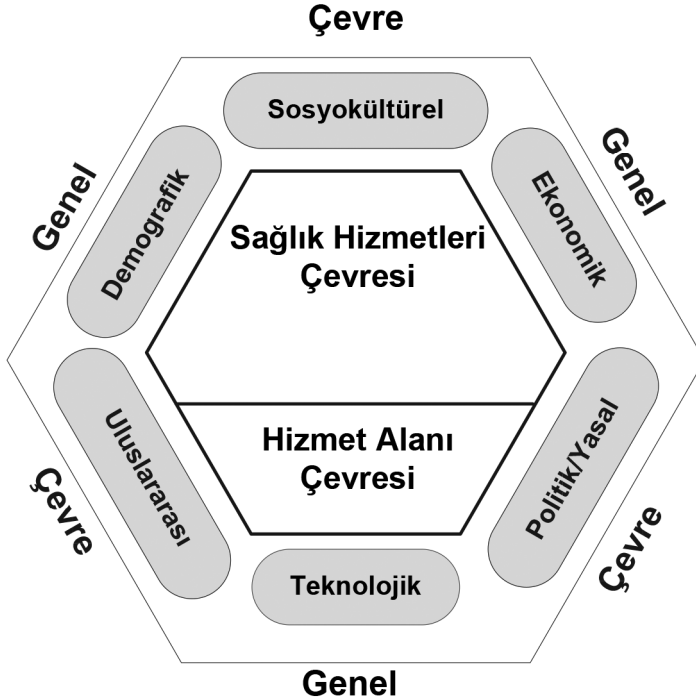 Çevre
Sosyokültürel
Genel
Genel
Demografik
Ekonomik
Sağlık Hizmetleri
Çevresi
Hizmet Alanı
Çevresi
Uluslararası
Politik/Yasal
Çevre
Çevre
Teknolojik
Genel